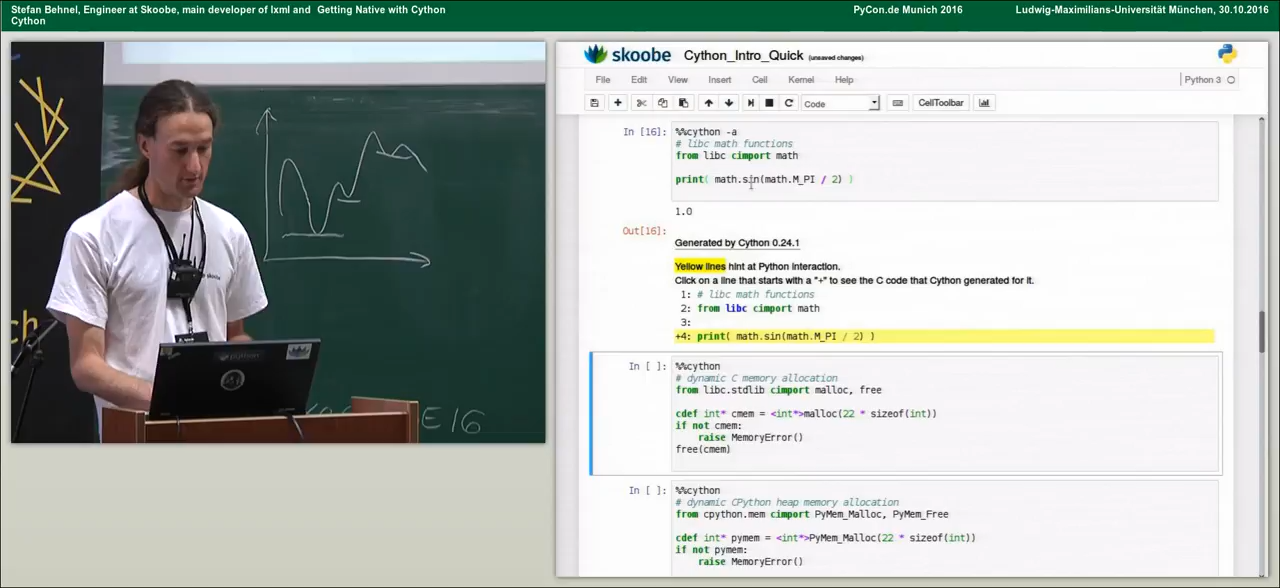 Stefan Behnel, Engineer at Skoobe, main developer of lxml and Cython
Getting Native with Cython
PyCon.de Munich 2016
Ludwig-Maximilians-Universität München, 30.10.2016
E16
skoobe
Cython_Intro_Quick (unsaved changes)
File Edit View Insert Cell Kernel Help
Python 3
Code
CellToolbar
In [16]:
%%cython -a
# libc math functions
from libc cimport math
print( math.sin(math.M_PI / 2) )
1.0
Out[16]:
Generated by Cython 0.24.1
Yellow lines hint at Python interaction.
Click on a line that starts with a "+" to see the C code that Cython generated for it.
1: # libc math functions
2: from libc cimport math
3:
+4: print( math.sin(math.M_PI / 2) )
In [ ]:
%%cython
# dynamic C memory allocation
from libc.stdlib cimport malloc, free
cdef int* cmem = <int*>malloc(22 * sizeof(int))
if not cmem:
raise MemoryError()
free(cmem)
In [ ]:
%%cython
# dynamic CPython heap memory allocation
from cpython.mem cimport PyMem_Malloc, PyMem_Free
cdef int* pymem = <int*>PyMem_Malloc(22 * sizeof(int))
if not pymem:
raise MemoryError()